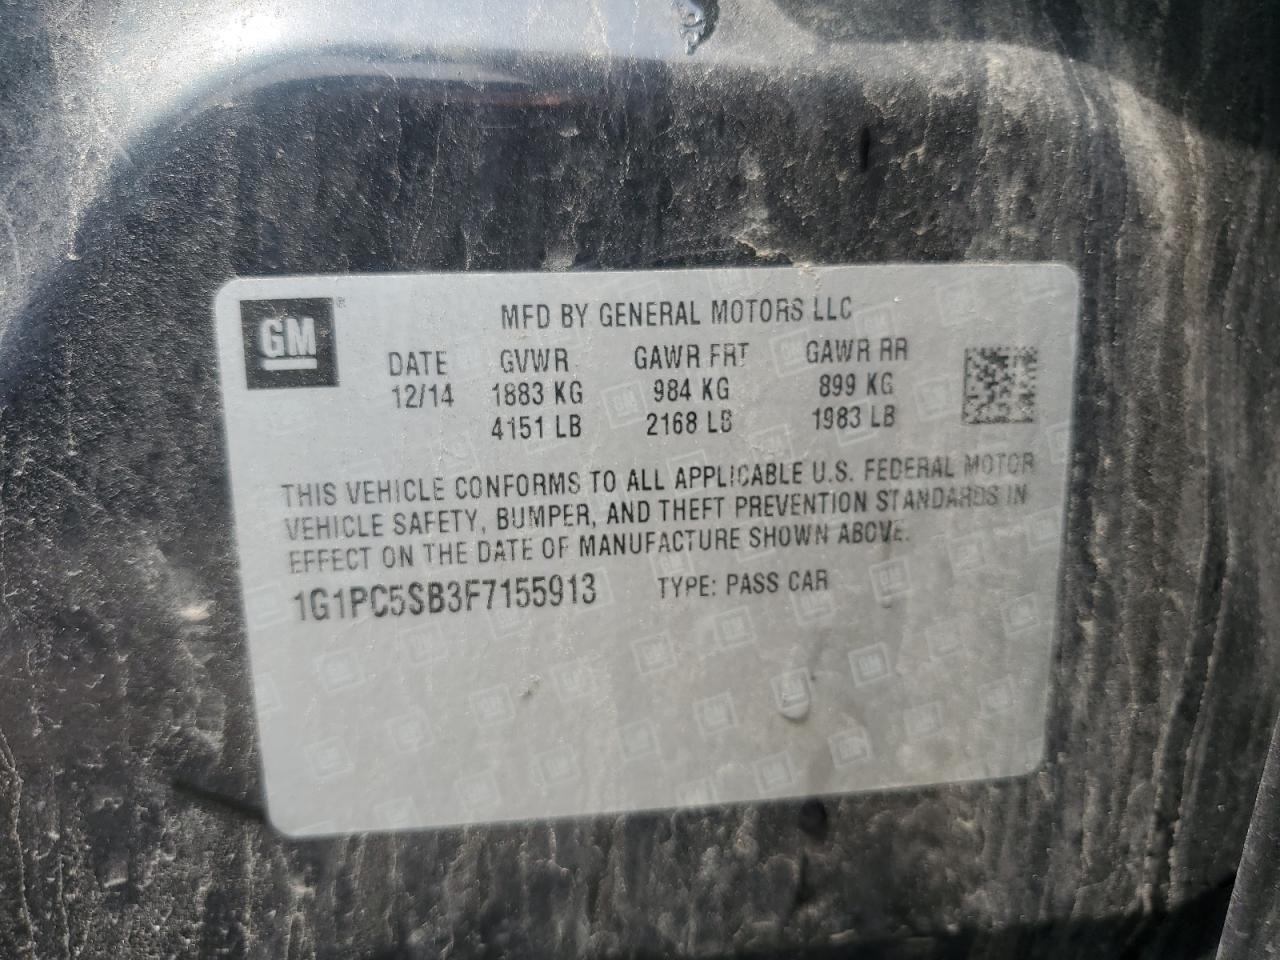 GM ®
MFD BY GENERAL MOTORS LLC
DATE GVWR GAWR FRT GAWR RR
12/14 1883 KG 984 KG 899 KG
4151 LB 2168 LB 1983 LB
THIS VEHICLE CONFORMS TO ALL APPLICABLE U.S. FEDERAL MOTOR
VEHICLE SAFETY, BUMPER, AND THEFT PREVENTION STANDARDS IN
EFFECT ON THE DATE OF MANUFACTURE SHOWN ABOVE.
1G1PC5SB3F7155913 TYPE: PASS CAR